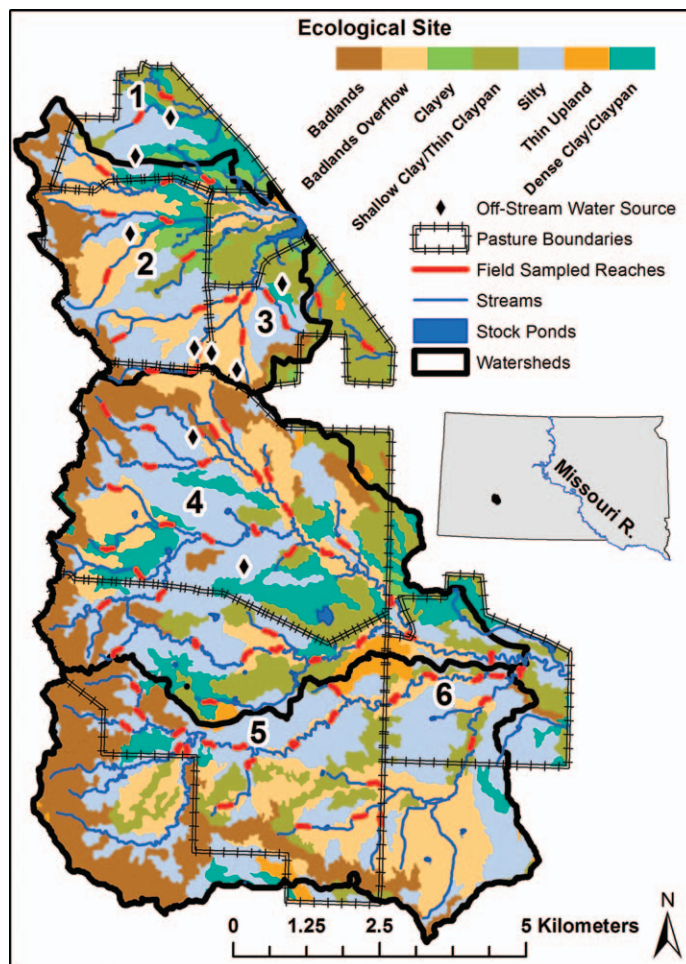 Ecological Site
Badlands
Badlands Overflow
Clayey
Shallow Clay/Thin Claypan
Silty
Thin Upland
Dense Clay/Claypan
Off-Stream Water Source
Pasture Boundaries
Field Sampled Reaches
Streams
Stock Ponds
Watersheds
1
2
3
Missouri R.
4
6
5
N
0 1.25 2.5 5 Kilometers